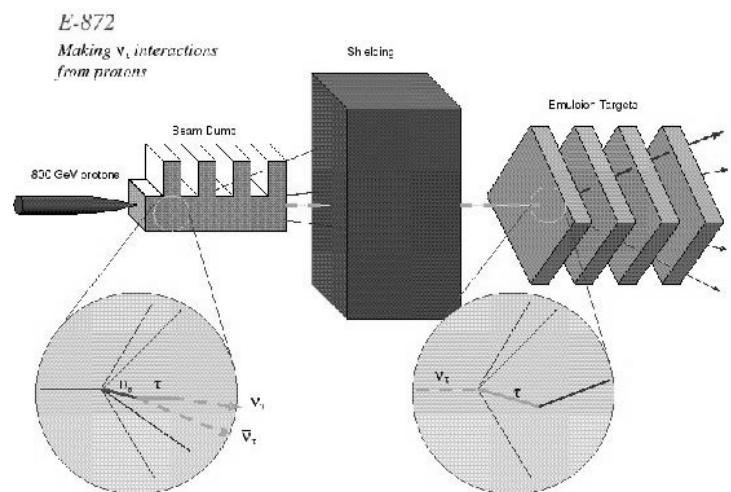 E-872
Making ντ interactions
from protons
Shielding
Emulsion Targets
Beam Dump
800 GeV protons
τ
ντ
ν̄τ
ντ
τ